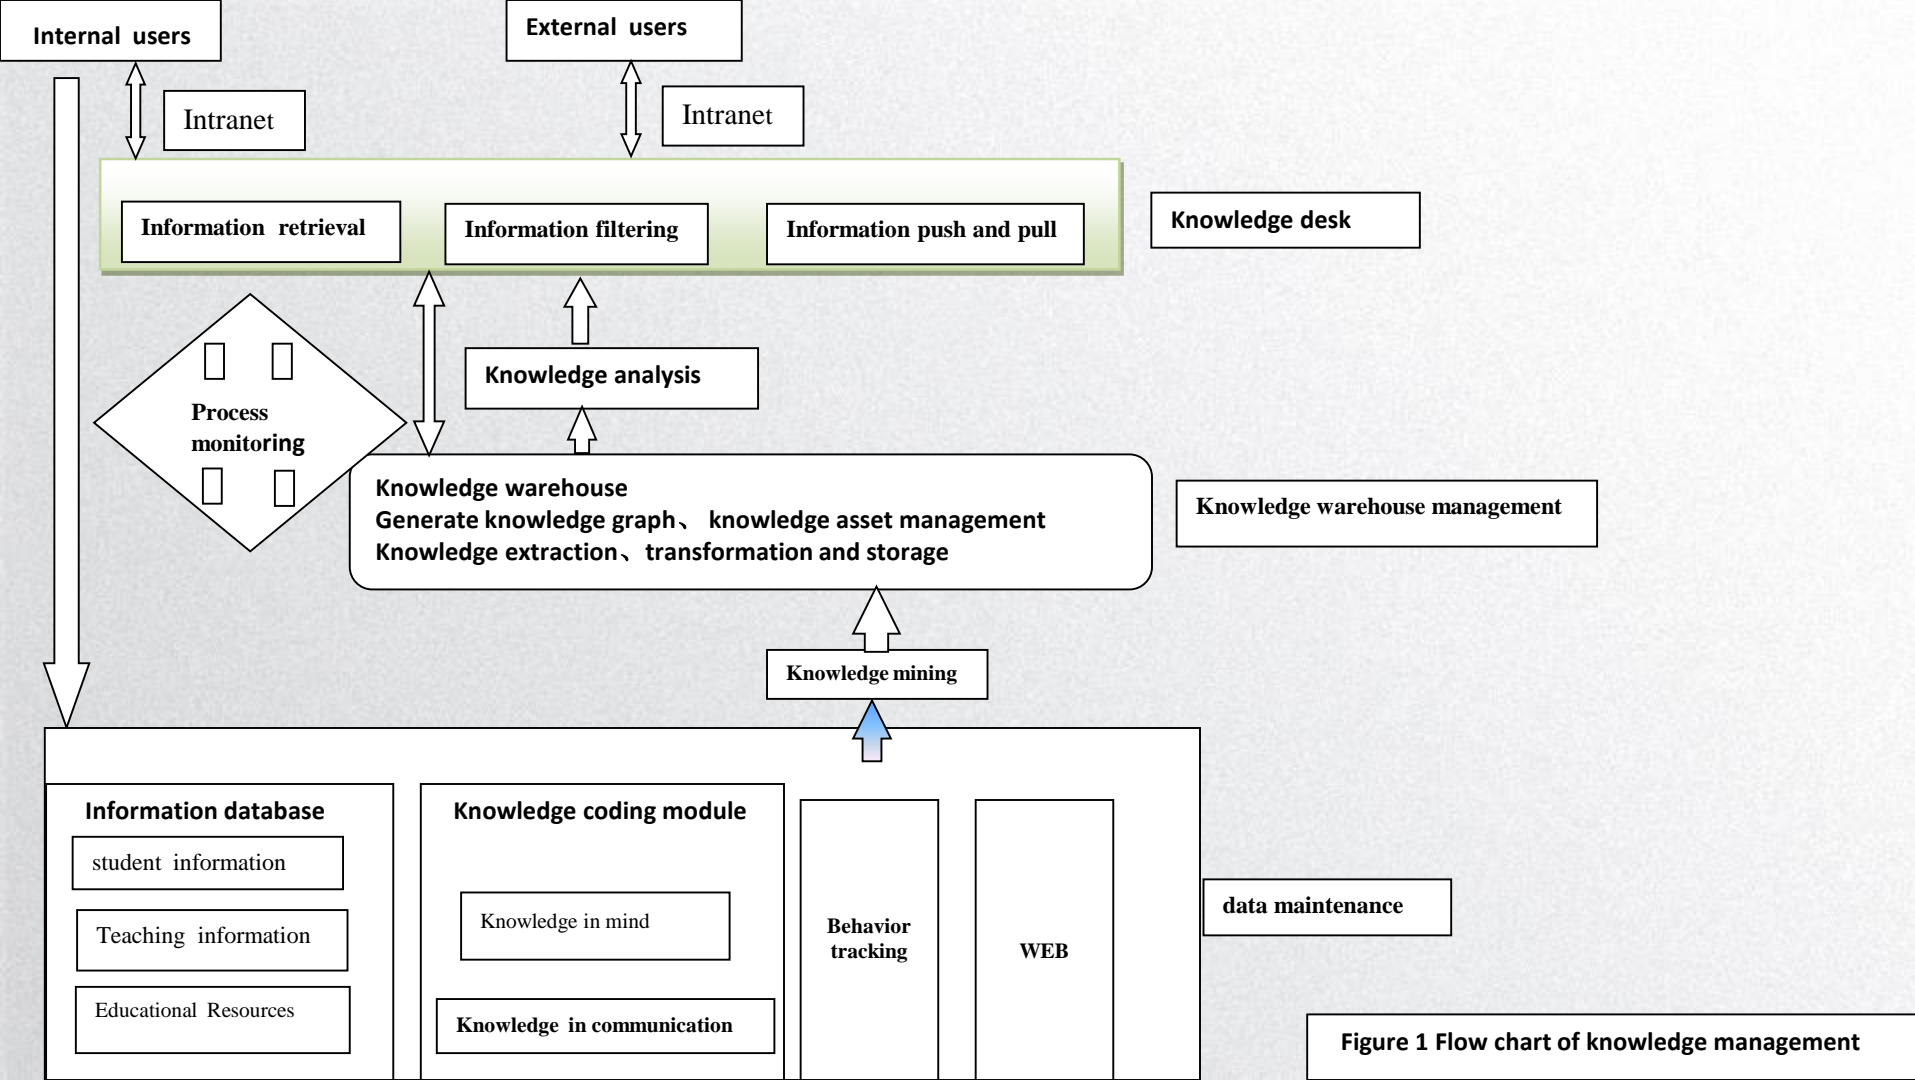 Internal users
External users
Intranet
Intranet
Information retrieval
Information filtering
Information push and pull
Knowledge desk
Knowledge analysis
Process
monitoring
Knowledge warehouse
Generate knowledge graph、 knowledge asset management
Knowledge extraction、transformation and storage
Knowledge warehouse management
Knowledge mining
Information database
student information
Teaching information
Educational Resources
Knowledge coding module
Knowledge in mind
Knowledge in communication
Behavior
tracking
WEB
data maintenance
Figure 1 Flow chart of knowledge management